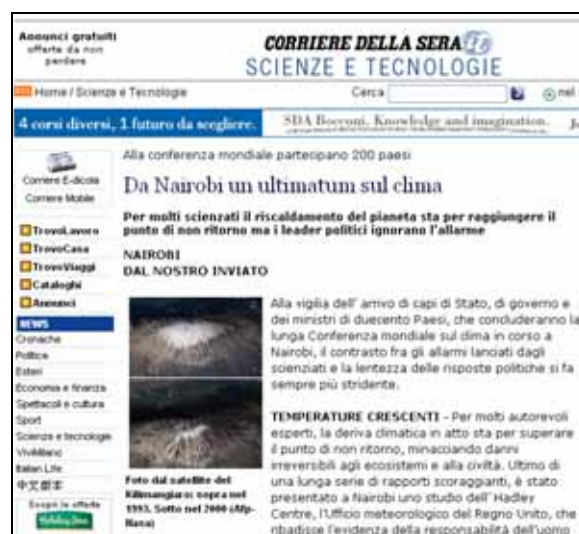 Annunci gratuiti
offerte da non
perdere
CORRIERE DELLA SERA
SCIENZE E TECNOLOGIE
Home / Scienze e Tecnologie
Cerca
nel
4 corsi diversi, 1 futuro da scegliere.
SDA Bocconi. Knowledge and imagination.
Corriere E-dicola
Corriere Mobile
TrovoLavoro
TrovoCasa
TrovoViaggi
Cataloghi
Annunci
NEWS
Cronache
Politica
Esteri
Economia e finanza
Spettacoli e cultura
Sport
Scienze e tecnologie
ViviMilano
Italian Life
中文版本
Scopri le offerte
Alla conferenza mondiale partecipano 200 paesi
Da Nairobi un ultimatum sul clima
Per molti scienzati il riscaldamento del pianeta sta per raggiungere il
punto di non ritorno ma i leader politici ignorano l'allarme
NAIROBI
DAL NOSTRO INVIATO
Foto dal satellite del
Kilimangiaro: sopra nel
1993. Sotto nel 2000 (Afp-
Nasa)
Alla vigilia dell' arrivo di capi di Stato, di governo e
dei ministri di duecento Paesi, che concluderanno la
lunga Conferenza mondiale sul clima in corso a
Nairobi, il contrasto fra gli allarmi lanciati dagli
scienziati e la lentezza delle risposte politiche si fa
sempre più stridente.
TEMPERATURE CRESCENTI - Per molti autorevoli
esperti, la deriva climatica in atto sta per superare
il punto di non ritorno, minacciando danni
irreversibili agli ecosistemi e alla civiltà. Ultimo di
una lunga serie di rapporti scoraggianti, è stato
presentato a Nairobi uno studio dell' Hadley
Centre, l'Ufficio meteorologico del Regno Unito, che
ribadisce l'evidenza della responsabilità dell'uomo